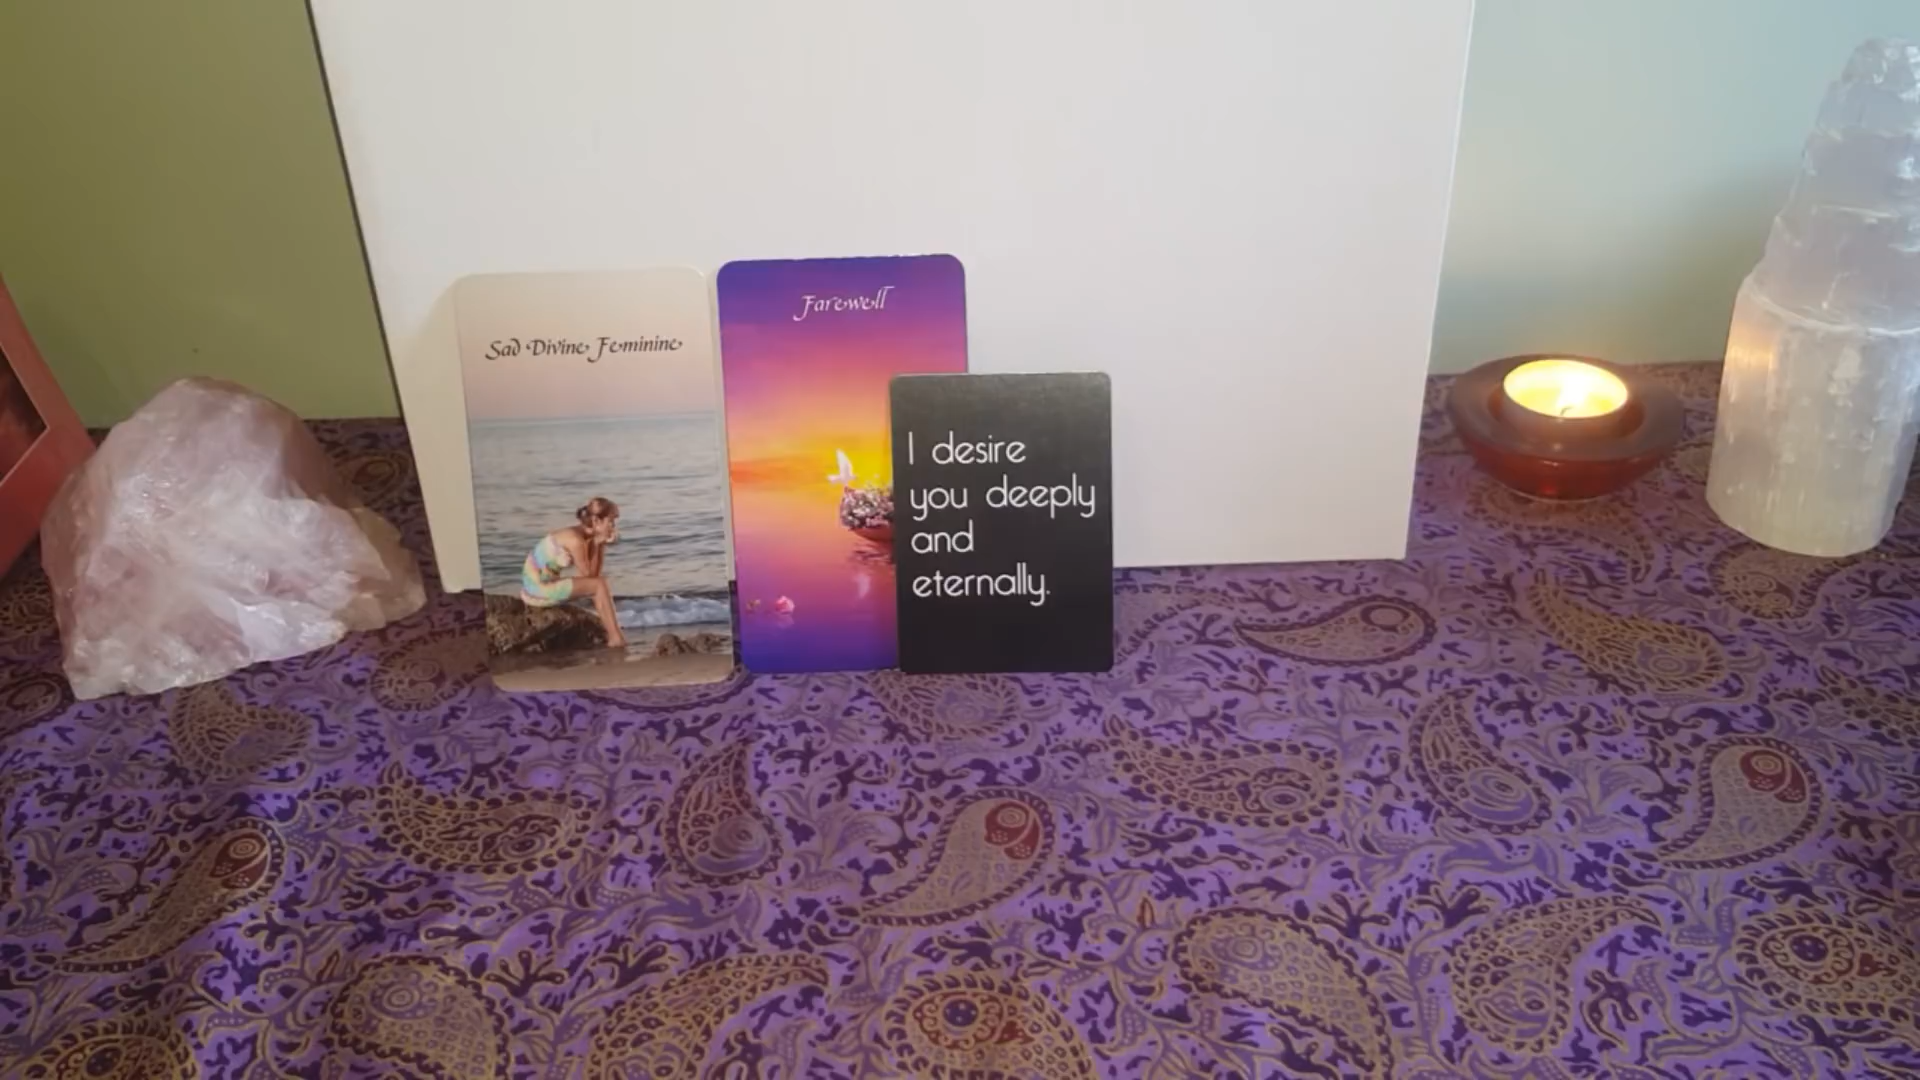 Sad Divine Feminine
Farewell
I desire
you deeply
and
eternally.